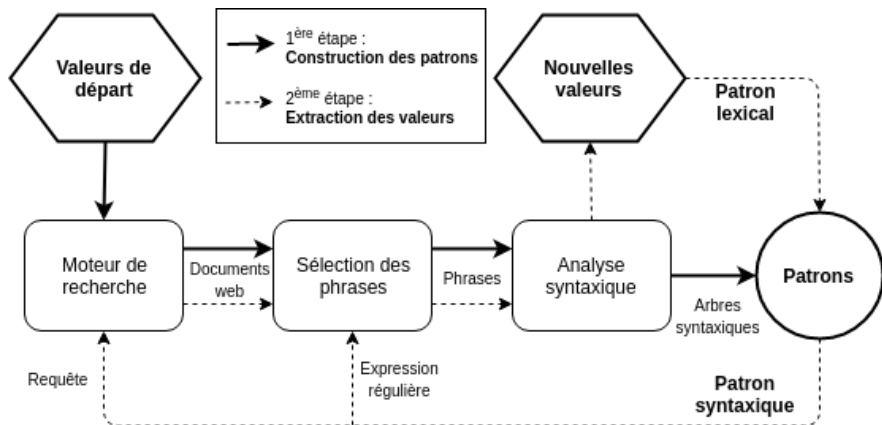 Valeurs de
départ
1ère étape :
Construction des patrons
2ème étape :
Extraction des valeurs
Nouvelles
valeurs
Patron
lexical
Moteur de
recherche
Documents
web
Sélection des
phrases
Phrases
Analyse
syntaxique
Arbres
syntaxiques
Patrons
Requête
Expression
régulière
Patron
syntaxique